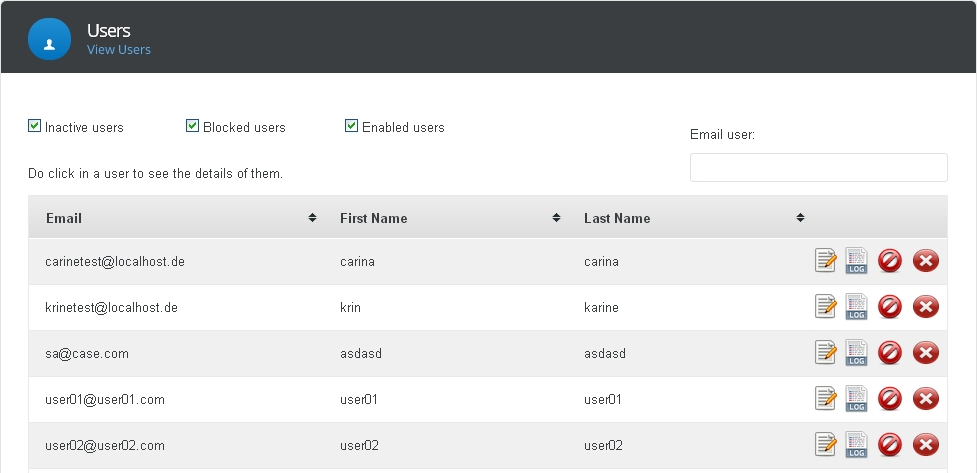 Users
View Users
Inactive users Blocked users Enabled users
Email user:
Do click in a user to see the details of them.
Email First Name Last Name
carinetest@localhost.de carina carina LOG
krinetest@localhost.de krin karine LOG
sa@case.com asdasd asdasd LOG
user01@user01.com user01 user01 LOG
user02@user02.com user02 user02 LOG